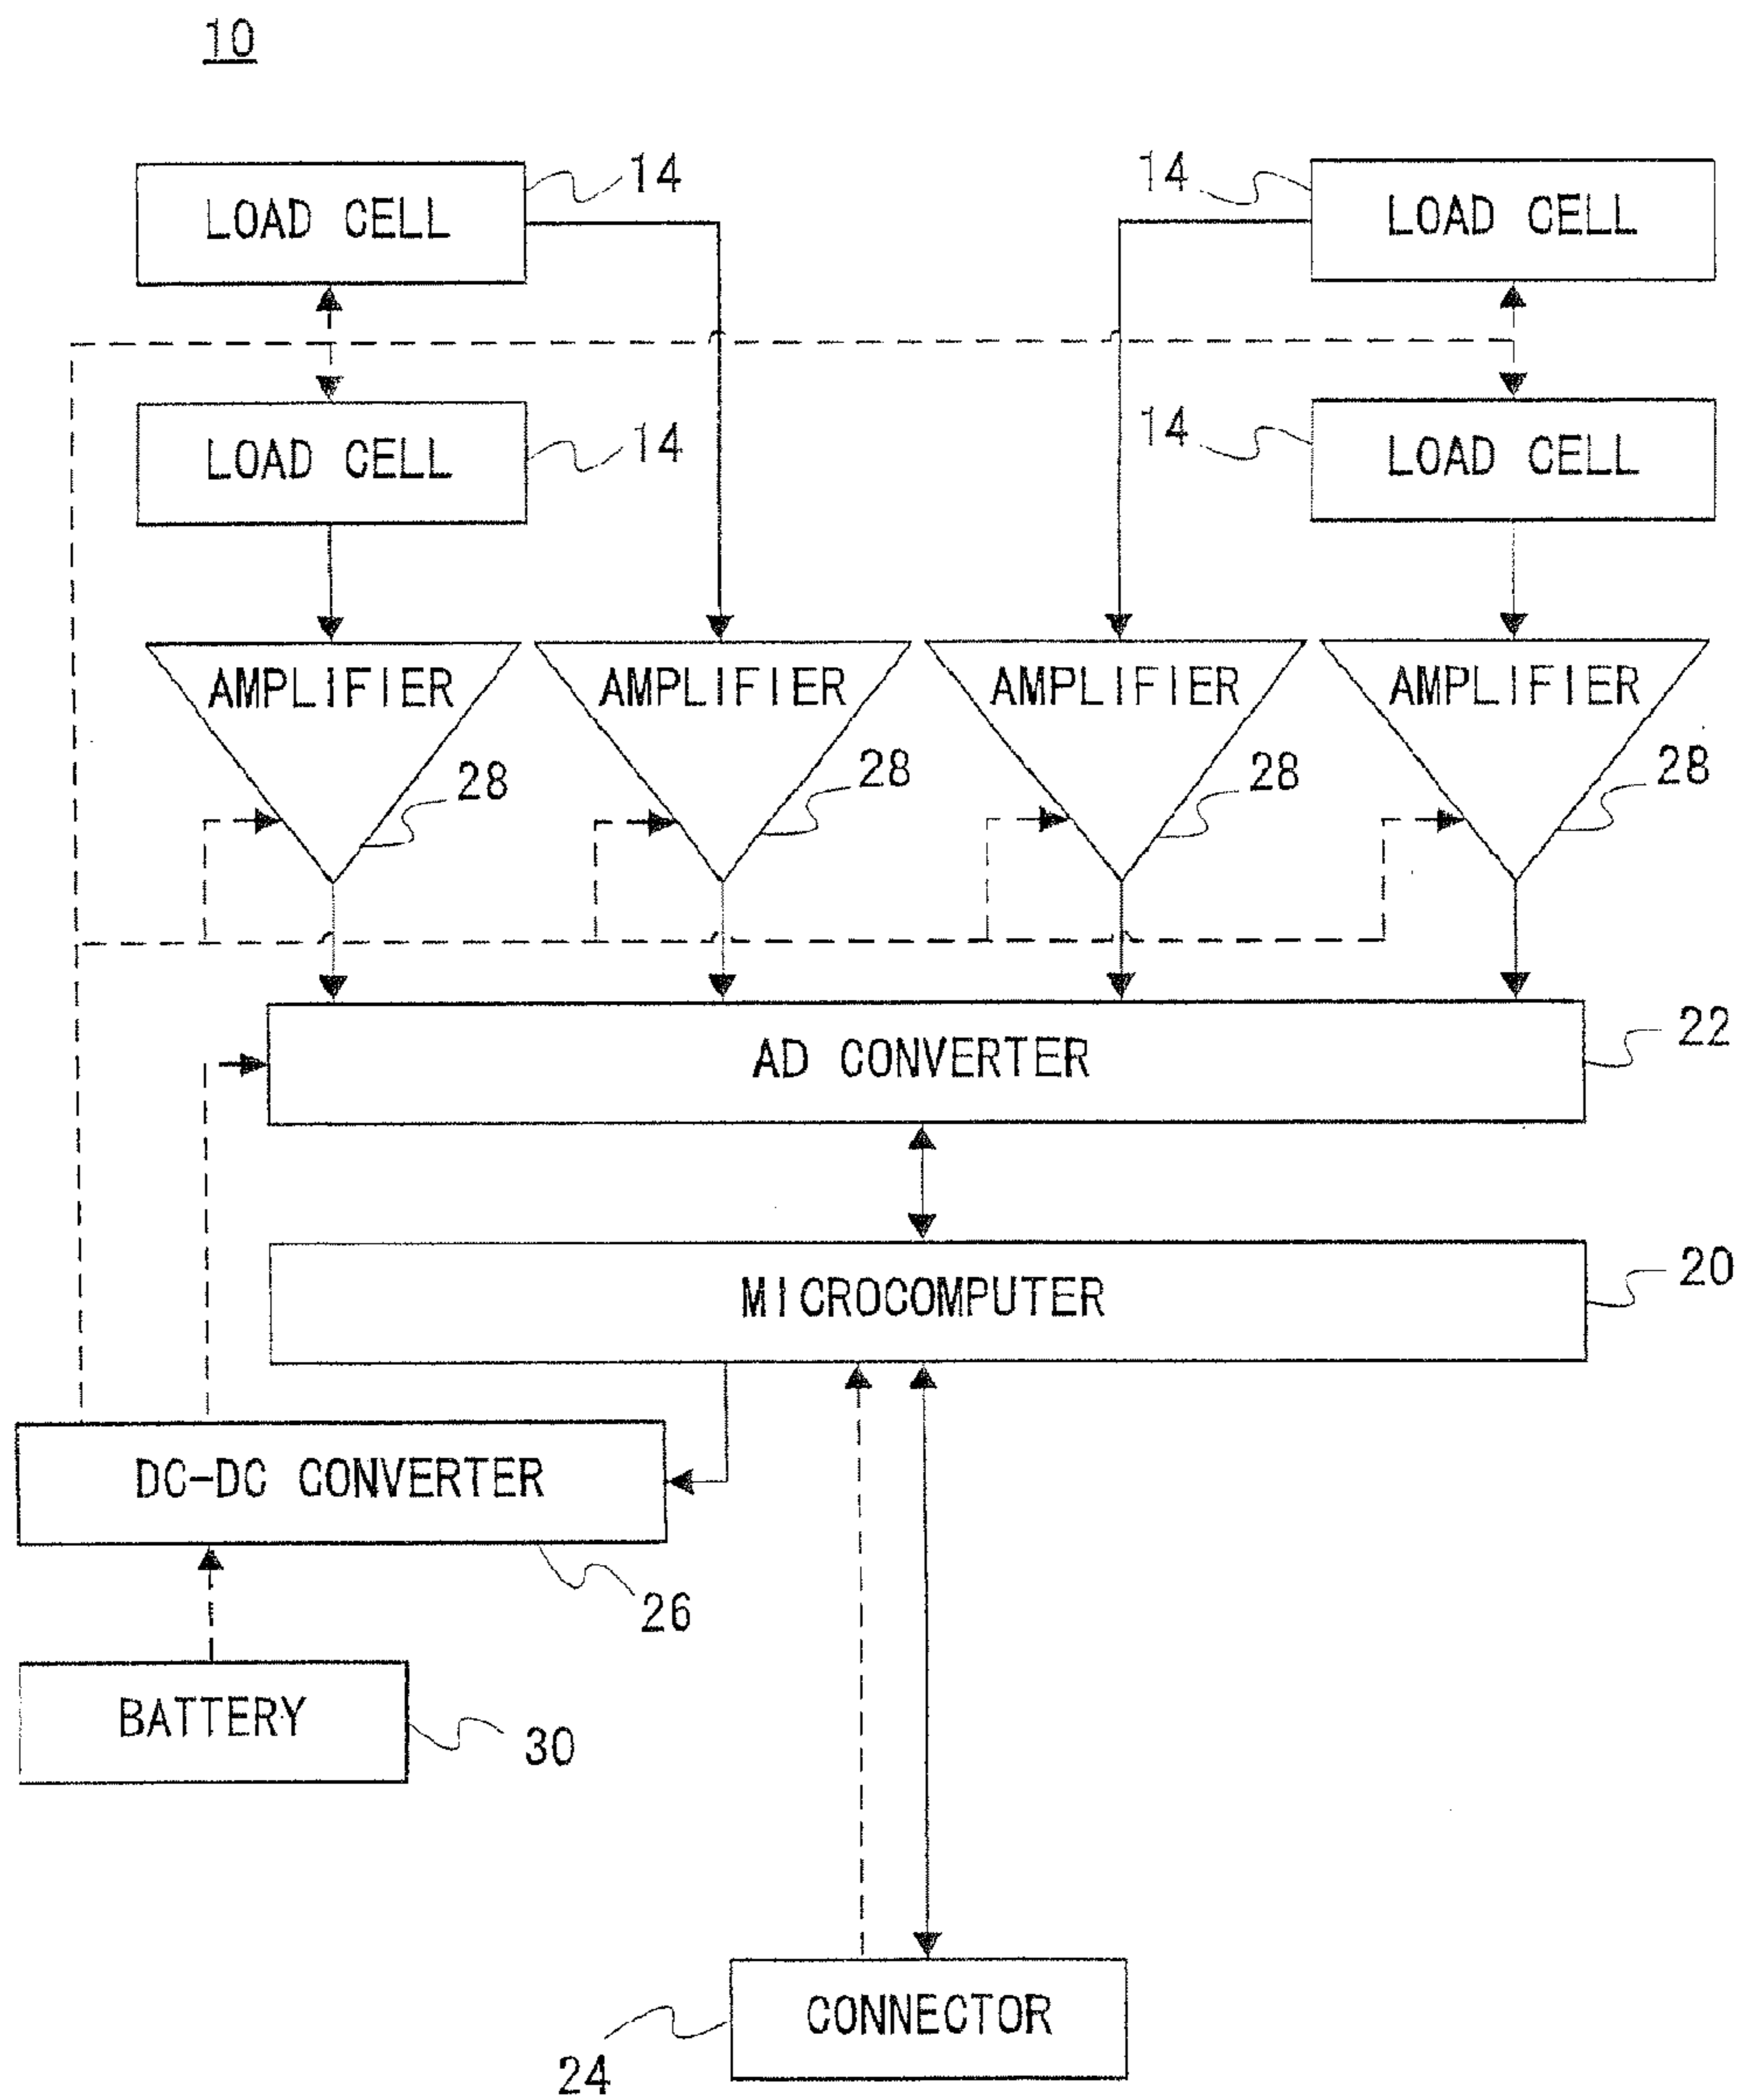 10
LOAD CELL 14 14 LOAD CELL
LOAD CELL 14 14 LOAD CELL
AMPLIFIER AMPLIFIER AMPLIFIER AMPLIFIER
28 28 28 28
AD CONVERTER 22
MICROCOMPUTER 20
DC-DC CONVERTER
26
BATTERY 30
CONNECTOR
24